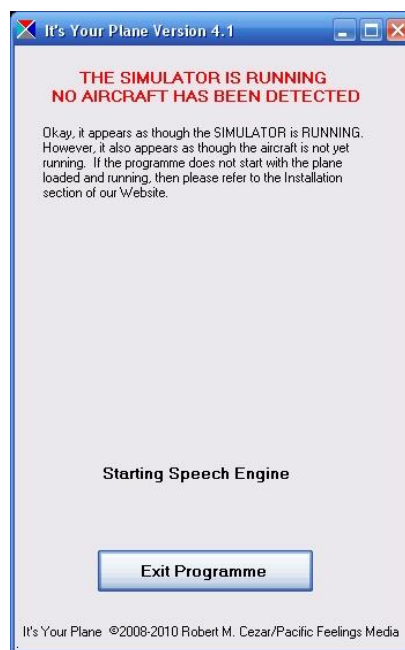 It's Your Plane Version 4.1
THE SIMULATOR IS RUNNING
NO AIRCRAFT HAS BEEN DETECTED
Okay, it appears as though the SIMULATOR is RUNNING.
However, it also appears as though the aircraft is not yet
running. If the programme does not start with the plane
loaded and running, then please refer to the Installation
section of our Website.
Starting Speech Engine
Exit Programme
It's Your Plane ©2008-2010 Robert M. Cezar/Pacific Feelings Media